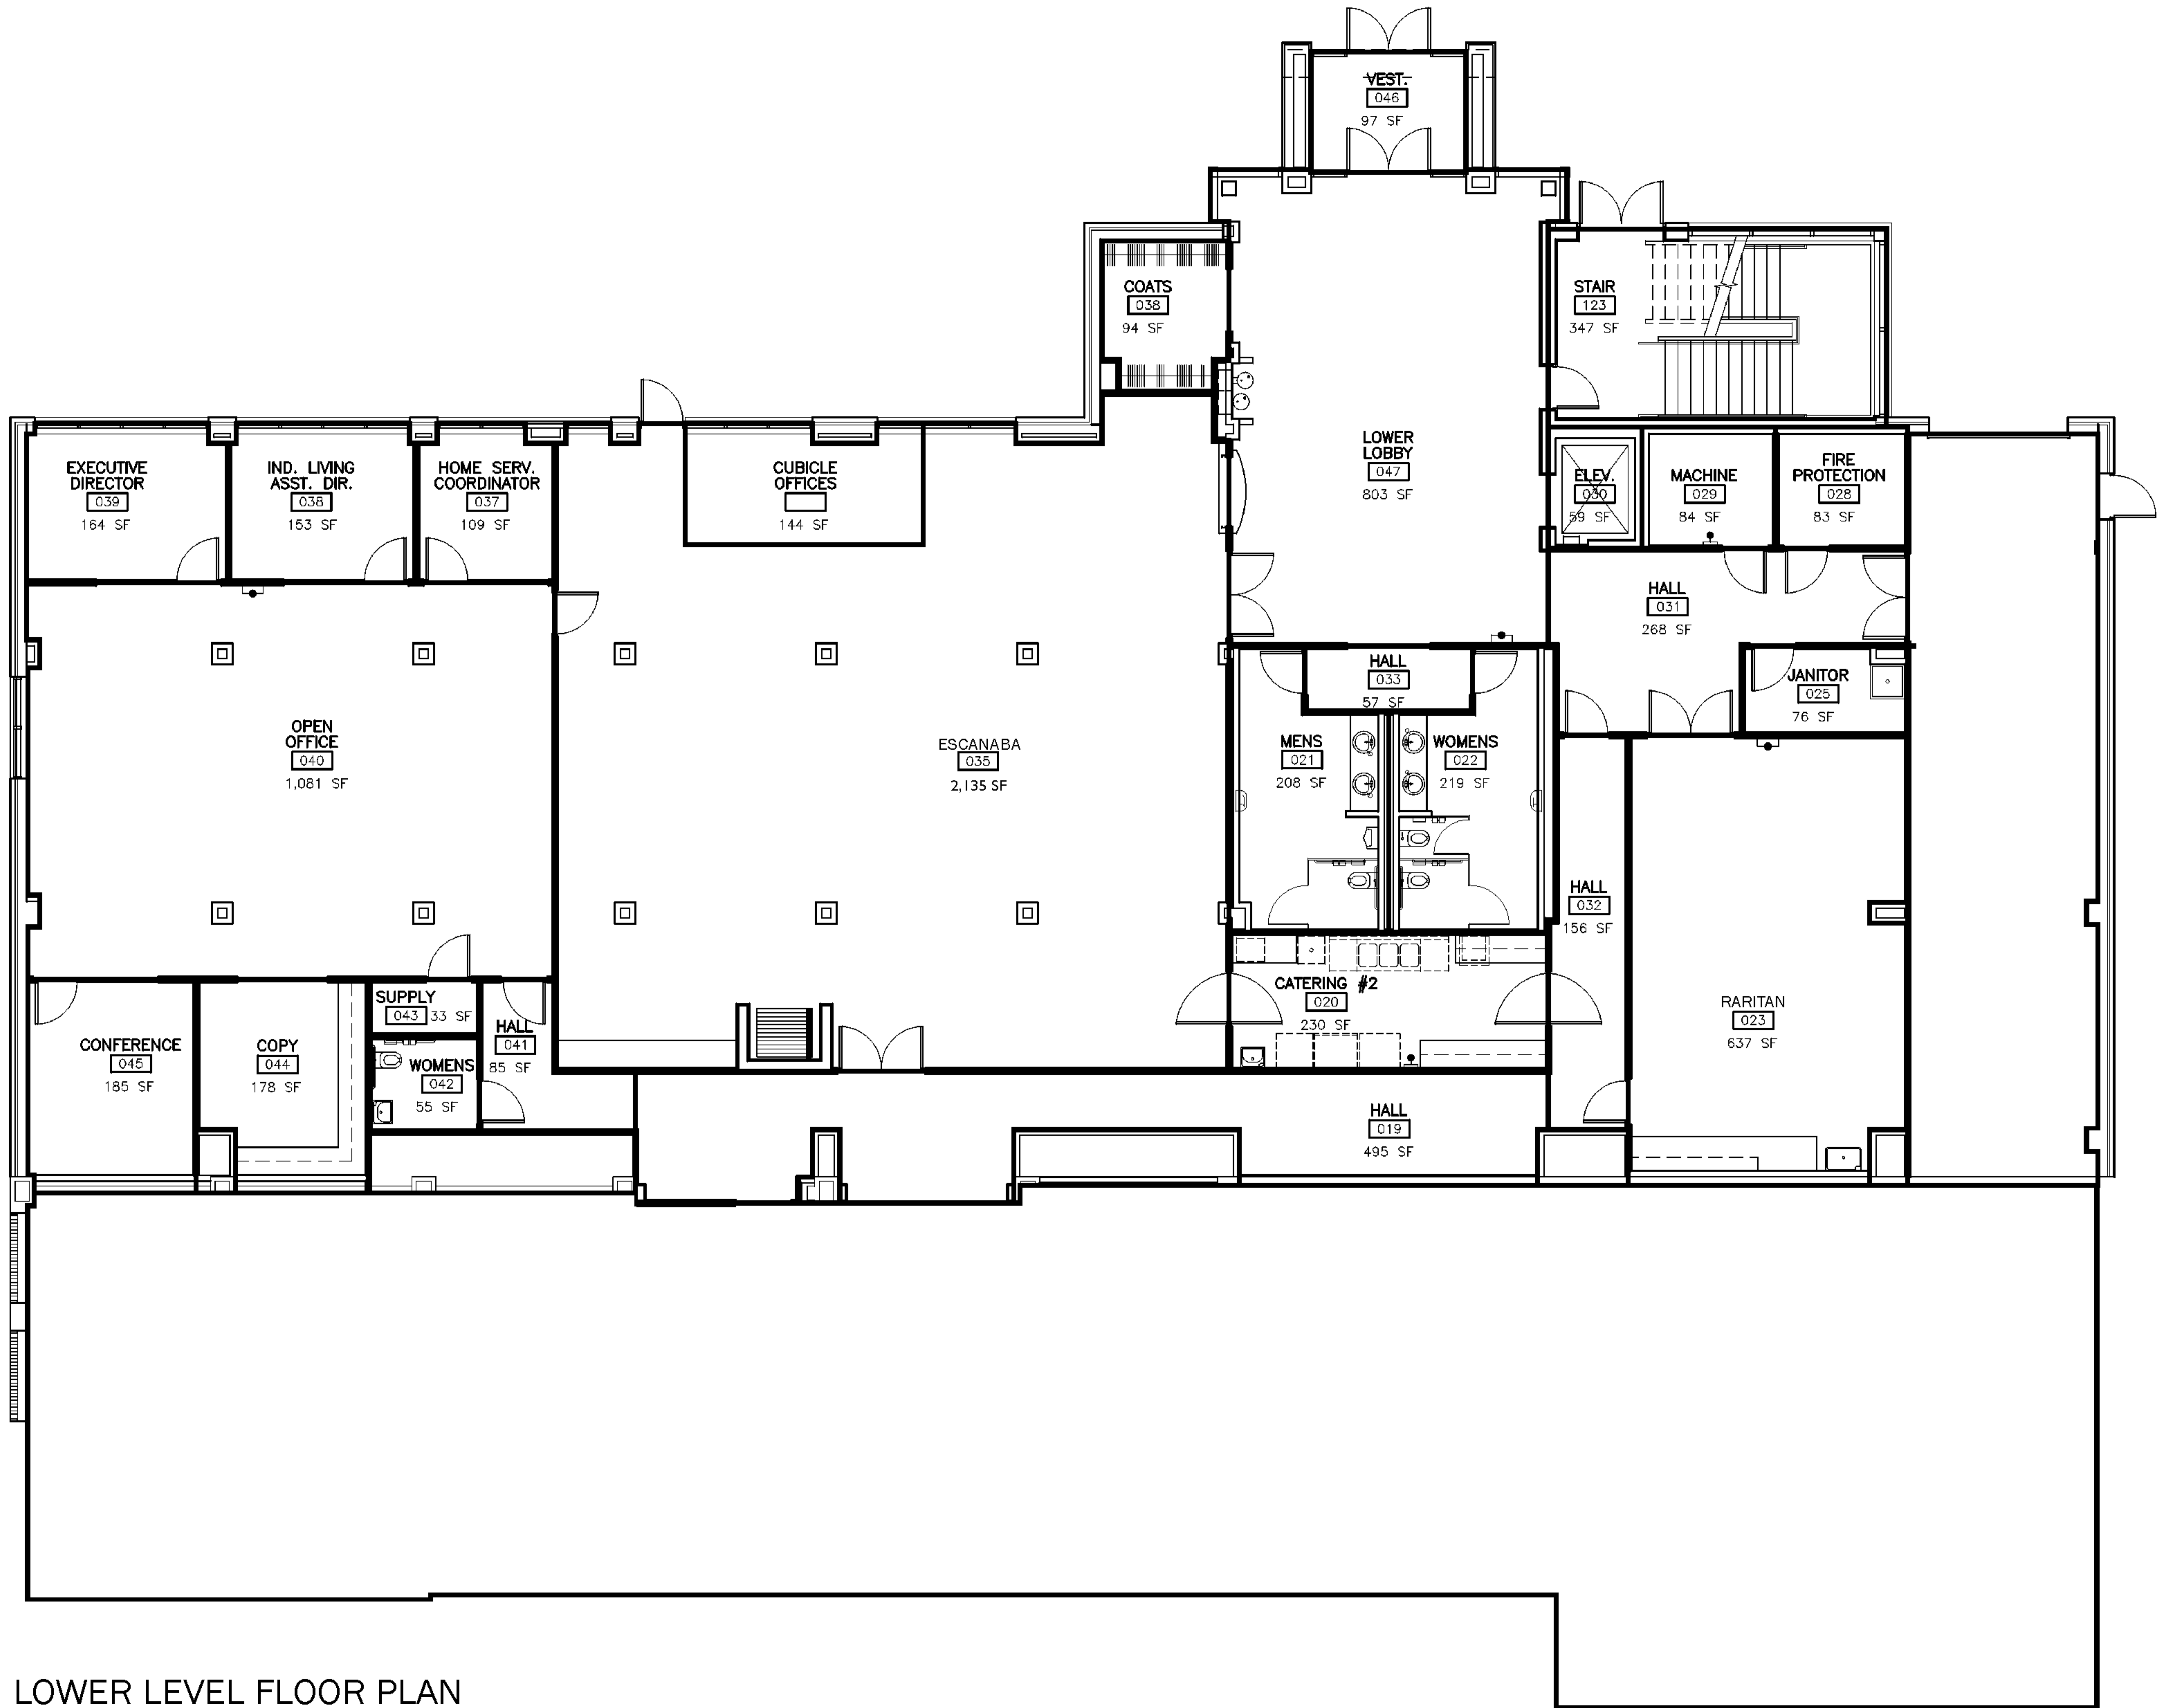 VEST.
046
97 SF
COATS
038
94 SF
STAIR
123
347 SF
LOWER
LOBBY
047
803 SF
EXECUTIVE
DIRECTOR
039
164 SF
IND. LIVING
ASST. DIR.
038
153 SF
HOME SERV.
COORDINATOR
037
109 SF
CUBICLE
OFFICES
144 SF
ELEV.
030
59 SF
MACHINE
029
84 SF
FIRE
PROTECTION
028
83 SF
HALL
031
268 SF
HALL
033
57 SF
JANITOR
025
76 SF
OPEN
OFFICE
040
1,081 SF
ESCANABA
035
2,135 SF
MENS
021
208 SF
WOMENS
022
219 SF
HALL
032
156 SF
CATERING #2
020
230 SF
RARITAN
023
637 SF
SUPPLY
043 33 SF
HALL
041
85 SF
CONFERENCE
045
185 SF
COPY
044
178 SF
WOMENS
042
55 SF
HALL
019
495 SF
LOWER LEVEL FLOOR PLAN